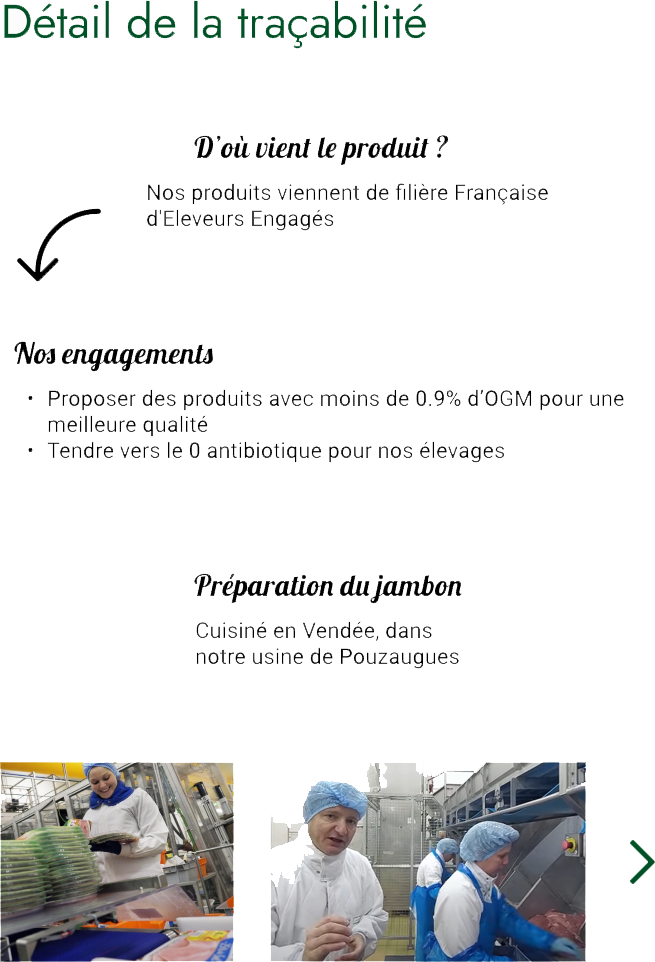 Détail de la traçabilité
D'où vient le produit ?
Nos produits viennent de filière Française
d'Eleveurs Engagés
Nos engagements
• Proposer des produits avec moins de 0.9% d’OGM pour une
meilleure qualité
• Tendre vers le 0 antibiotique pour nos élevages
Préparation du jambon
Cuisiné en Vendée, dans
notre usine de Pouzaugues